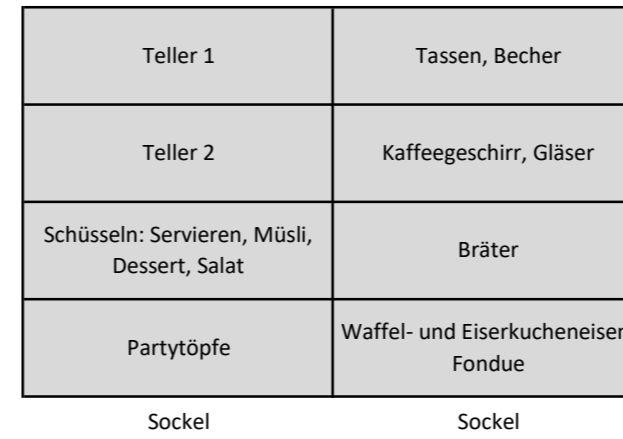 Teller 1
Tassen, Becher
Teller 2
Kaffeegeschirr, Gläser
Schüsseln: Servieren, Müsli,
Dessert, Salat
Bräter
Partytöpfe
Waffel- und Eiserkucheneisen
Fondue
Sockel
Sockel